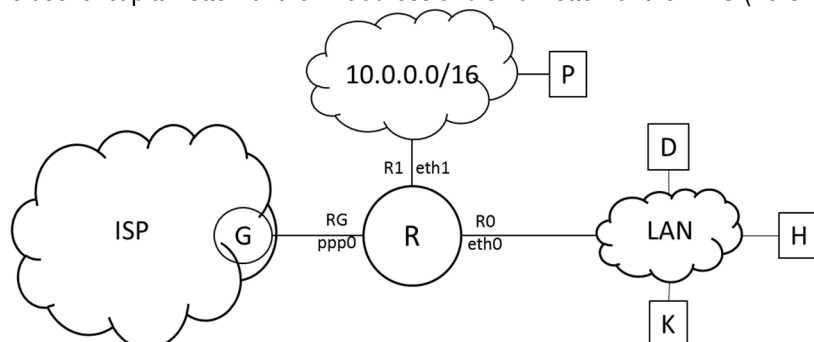 10.0.0.0/16
P
R1 eth1
D
ISP
G
RG
ppp0
R
R0
eth0
LAN
H
K